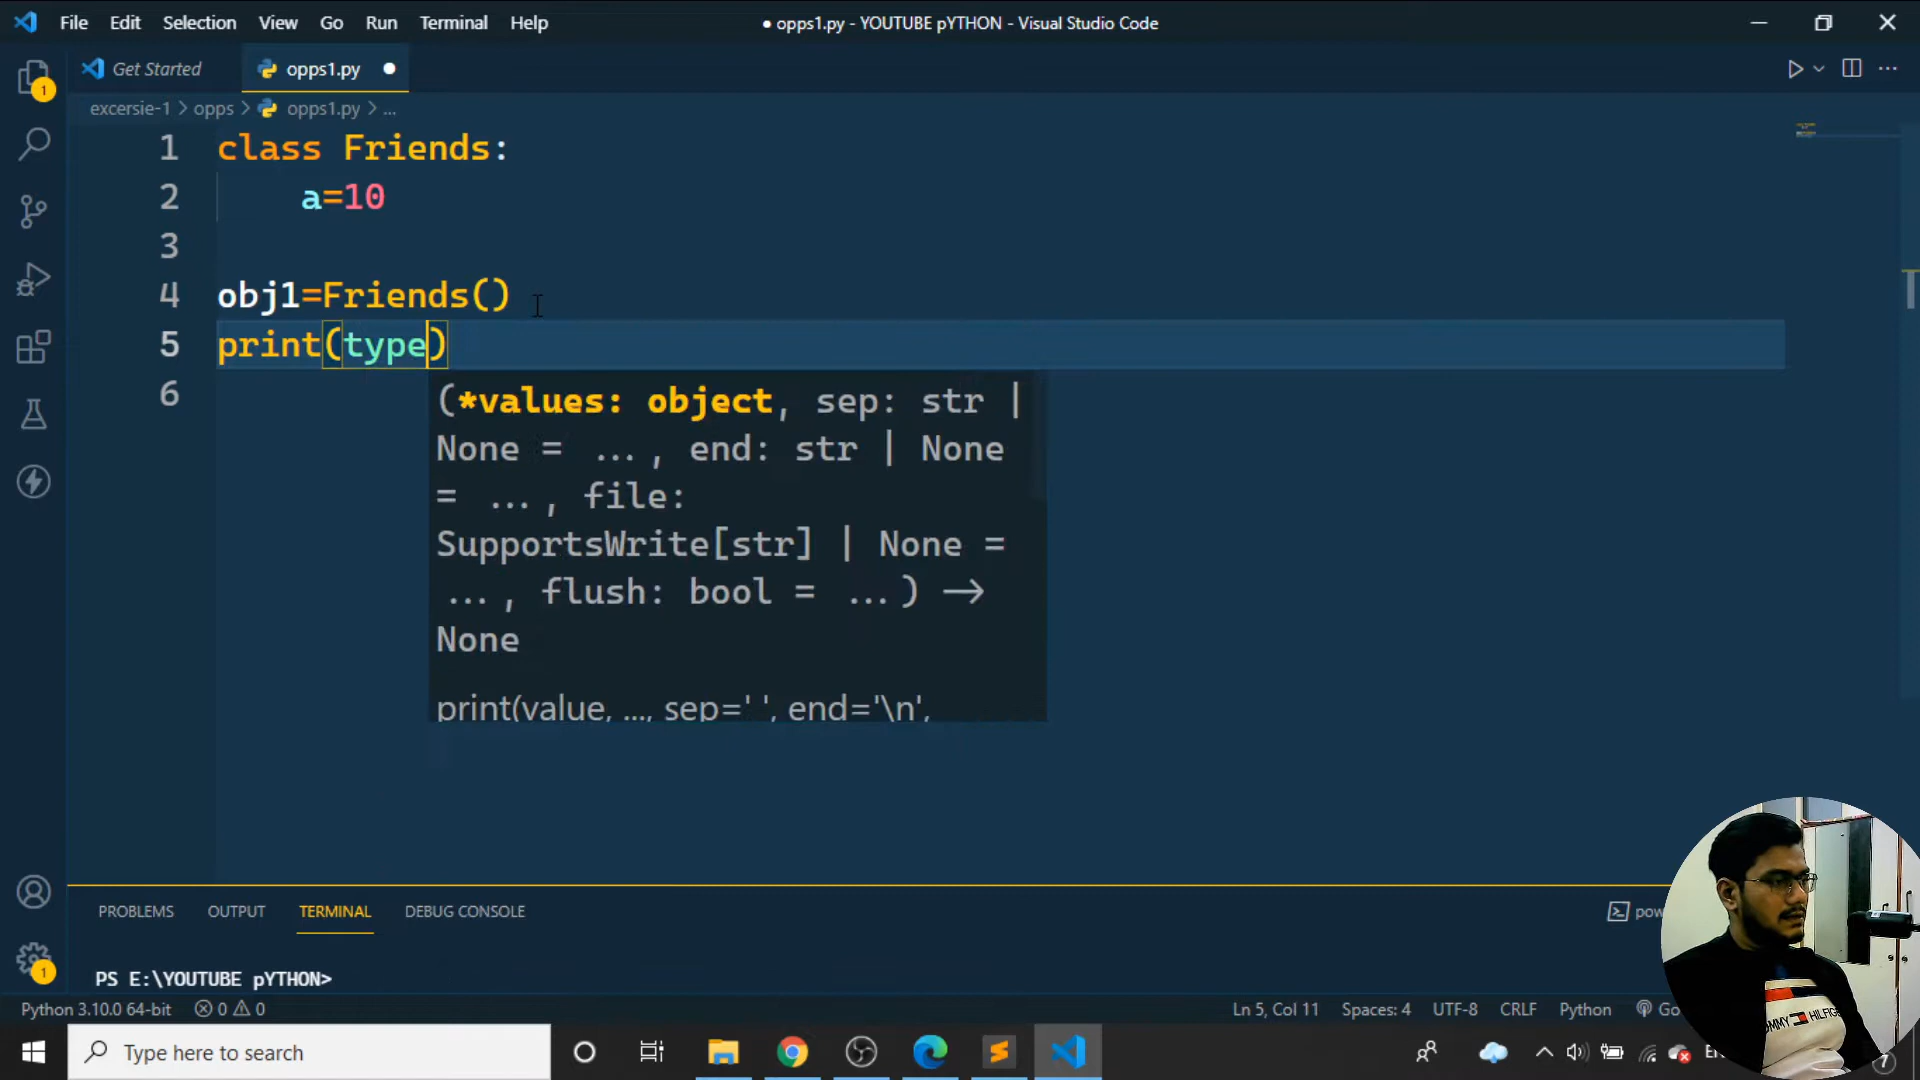 File Edit Selection View Go Run Terminal Help
● opps1.py - YOUTUBE pYTHON - Visual Studio Code
Get Started
opps1.py
excersie-1 > opps > opps1.py > ...
1 class Friends:
2 a=10
3
4 obj1=Friends()
5 print(type)
6
(*values: object, sep: str |
None = ..., end: str | None
= ..., file:
SupportsWrite[str] | None =
..., flush: bool = ...) →
None
print(value, ..., sep=' ', end='\n',
PROBLEMS OUTPUT TERMINAL DEBUG CONSOLE
PS E:\YOUTUBE pYTHON>
Python 3.10.0 64-bit 0 0
Ln 5, Col 11 Spaces: 4 UTF-8 CRLF Python Go
Type here to search
1
1
7